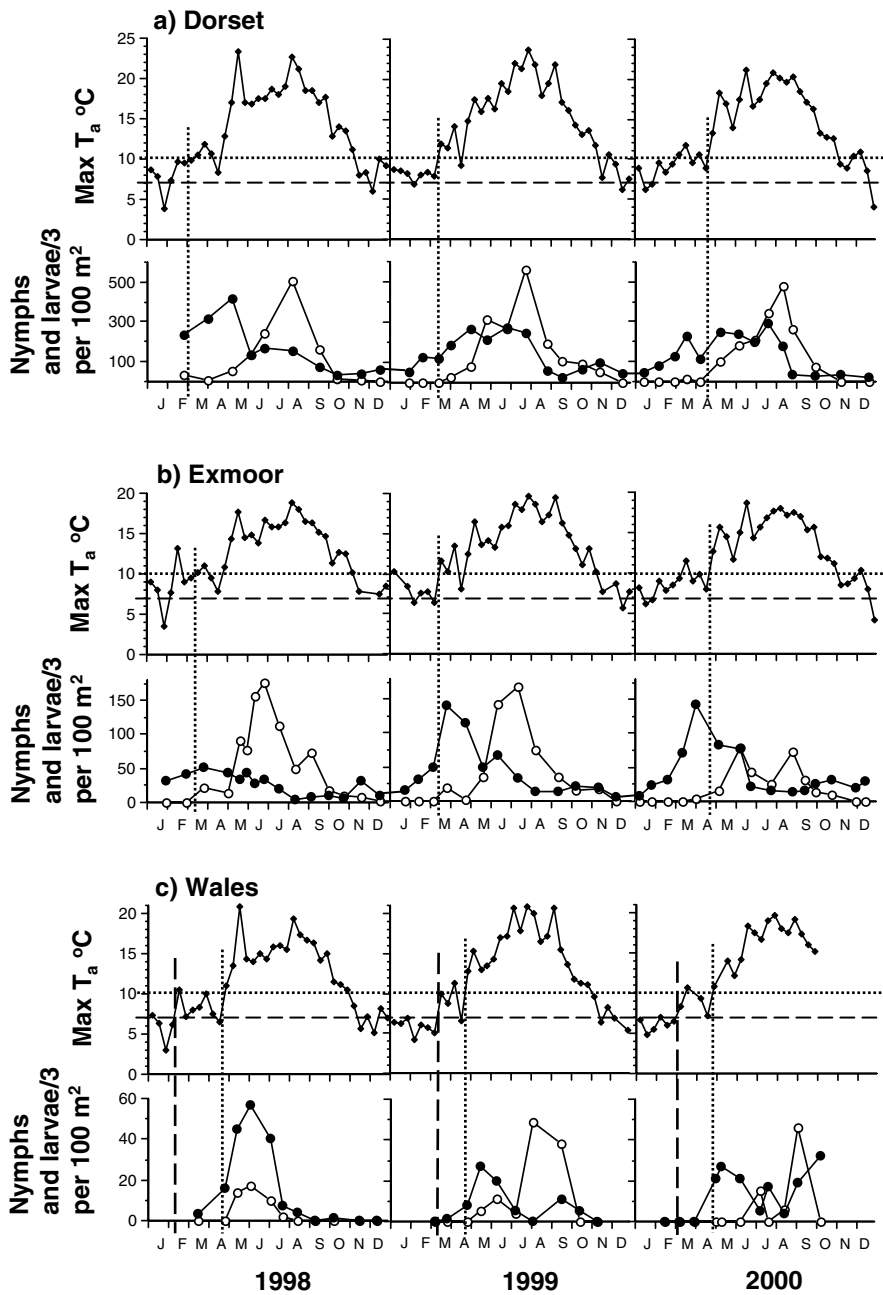 a) Dorset
25
20
15
10
5
0
Max Ta ºC
500
300
100
Nymphs
and larvae/3
per 100 m²
J F M A M J J A S O N D J F M A M J J A S O N D J F M A M J J A S O N D
b) Exmoor
20
15
10
5
0
Max Ta ºC
150
100
50
0
Nymphs
and larvae/3
per 100 m²
J F M A M J J A S O N D J F M A M J J A S O N D J F M A M J J A S O N D
c) Wales
20
15
10
5
0
Max Ta ºC
60
40
20
0
Nymphs
and larvae/3
per 100 m²
J F M A M J J A S O N D J F M A M J J A S O N D J F M A M J J A S O N D
1998 1999 2000